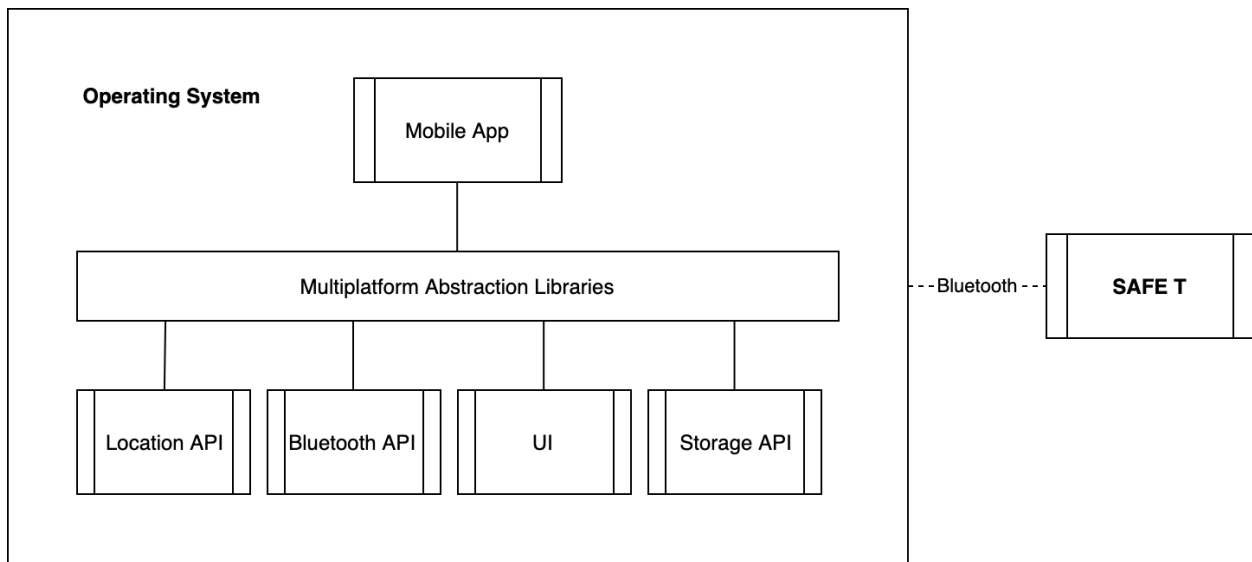 Operating System
Mobile App
Multiplatform Abstraction Libraries
Bluetooth
SAFE T
Location API
Bluetooth API
UI
Storage API